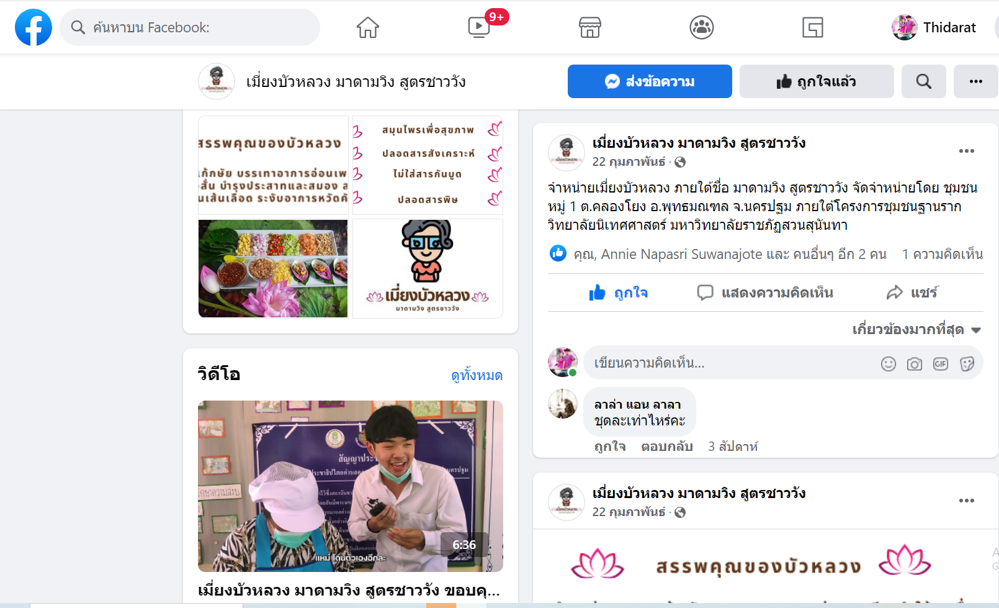 ค้นหาบน Facebook:
9+
Thidarat
เมี่ยงบัวหลวง มาดามวิง สูตรชาววัง
ส่งข้อความ
ถูกใจแล้ว
สรรพคุณของบัวหลวง
แก้กษัย บรรเทาอาการอ่อนเพ
สั่น บำรุงประสาทและสมอง ล
นเส้นเลือด ระงับอาการหวัดคั
สมุนไพรเพื่อสุขภาพ
ปลอดสารสังเคราะห์
ไม่ใส่สารกันบูด
ปลอดสารพิษ
เมี่ยงบัวหลวง
มาดามวิง สูตรชาววัง
วิดีโอ
ดูทั้งหมด
สัญญาประ
รักษาความสงบ
แหม่ โดนตัวเองอีกละ
6:36
เมี่ยงบัวหลวง มาดามวิง สูตรชาววัง ขอบคุ...
เมี่ยงบัวหลวง มาดามวิง สูตรชาววัง
22 กุมภาพันธ์ ·
จำหน่ายเมี่ยงบัวหลวง ภายใต้ชื่อ มาดามวิง สูตรชาววัง จัดจำหน่ายโดย ชุมชน
หมู่ 1 ต.คลองโยง อ.พุทธมณฑล จ.นครปฐม ภายใต้โครงการชุมชนฐานราก
วิทยาลัยนิเทศศาสตร์ มหาวิทยาลัยราชภัฏสวนสุนันทา
คุณ, Annie Napasri Suwanajote และ คนอื่นๆ อีก 2 คน
1 ความคิดเห็น
ถูกใจ
แสดงความคิดเห็น
แชร์
เกี่ยวข้องมากที่สุด
เขียนความคิดเห็น...
GIF
ลาล่า แอน ลาลา
ชุดละเท่าไหร่คะ
ถูกใจ ตอบกลับ 3 สัปดาห์
เมี่ยงบัวหลวง มาดามวิง สูตรชาววัง
22 กุมภาพันธ์ ·
สรรพคุณของบัวหลวง